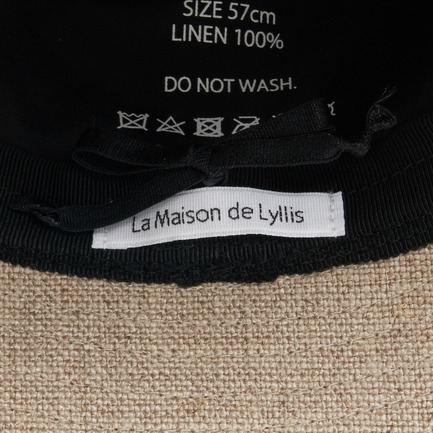 SIZE 57cm
LINEN 100%
DO NOT WASH.
La Maison de Lyllis